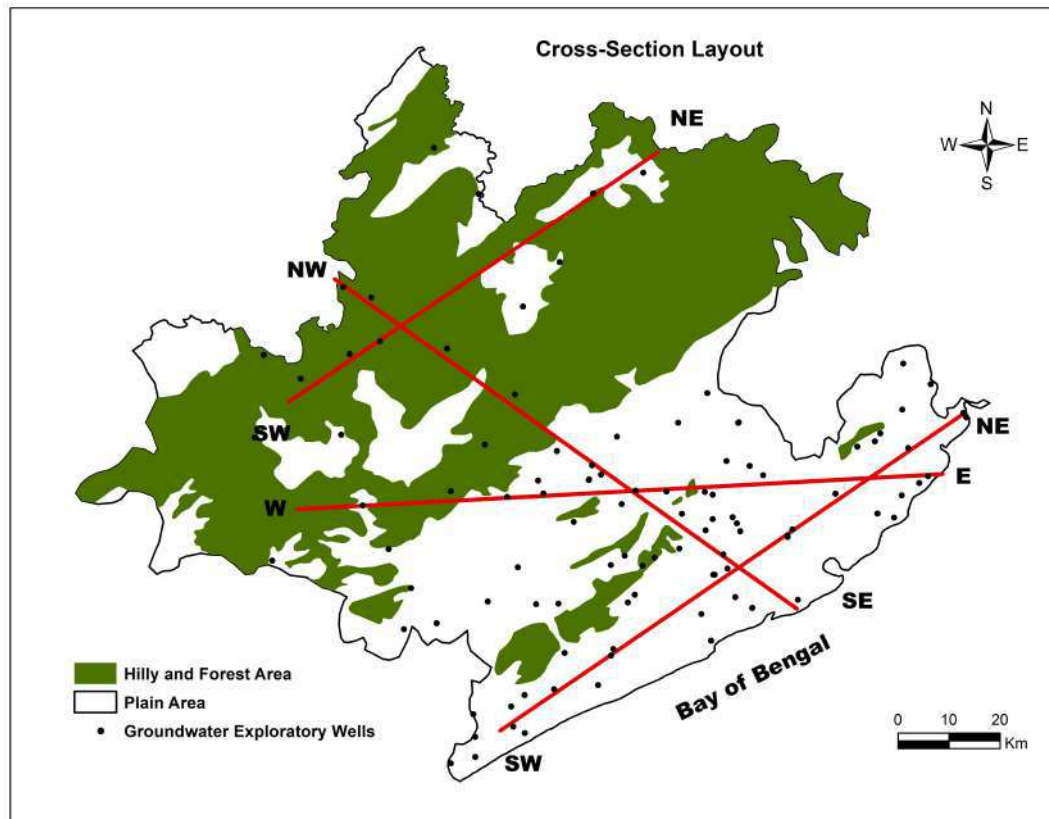 Cross-Section Layout
NE
N
W E
S
NW
SW
NE
W
E
SE
Bay of Bengal
SW
Hilly and Forest Area
Plain Area
Groundwater Exploratory Wells
0 10 20
Km